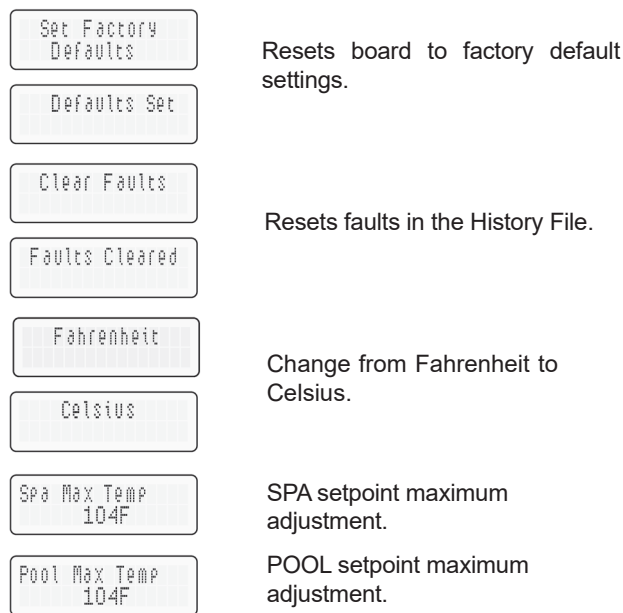 Set Factory
Defaults
Resets board to factory default
settings.
Defaults Set
Clear Faults
Resets faults in the History File.
Faults Cleared
Fahrenheit
Change from Fahrenheit to
Celsius.
Celsius
Spa Max Temp
104F
SPA setpoint maximum
adjustment.
Pool Max Temp
104F
POOL setpoint maximum
adjustment.